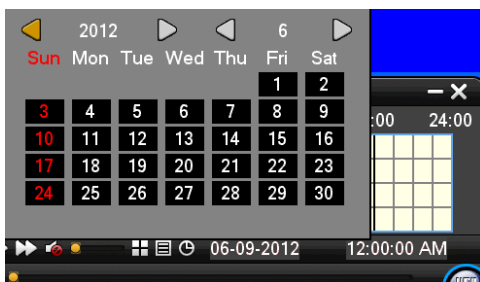 2012 6
Sun Mon Tue Wed Thu Fri Sat
1 2
3 4 5 6 7 8 9
:00 24:00
10 11 12 13 14 15 16
17 18 19 20 21 22 23
24 25 26 27 28 29 30
06-09-2012 12:00:00 AM